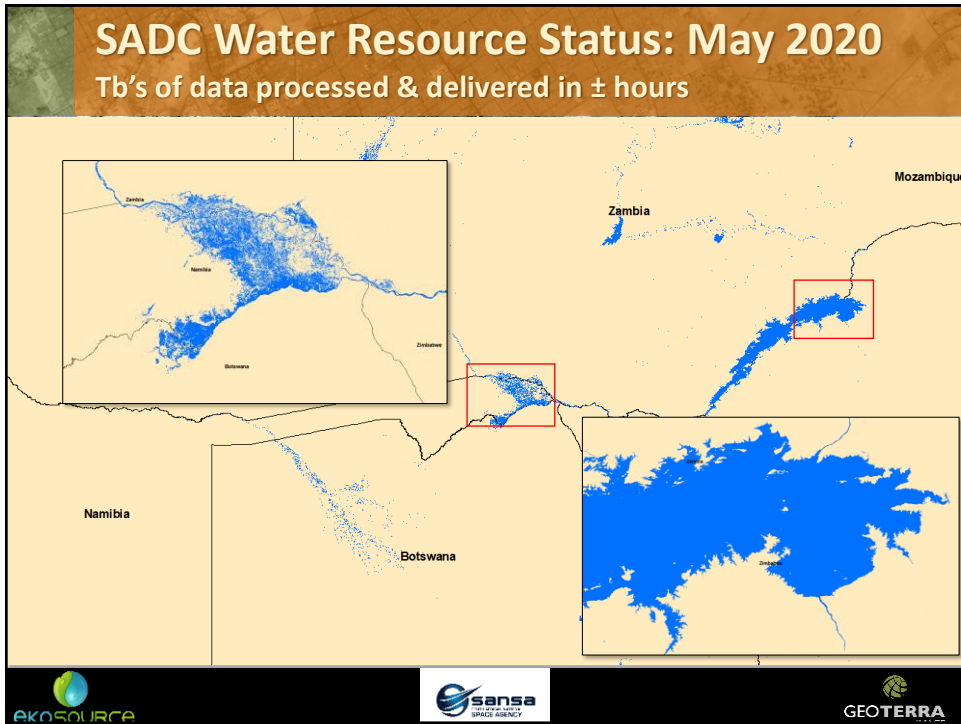 SADC Water Resource Status: May 2020
Tb's of data processed & delivered in ± hours
Mozambique
Zambia
Zambia
Namibia
Zimbabwe
Botswana
Zimbabwe
Namibia
Botswana
ekosource
sansa
SPACE AGENCY
GEOTERRA
IMAGE